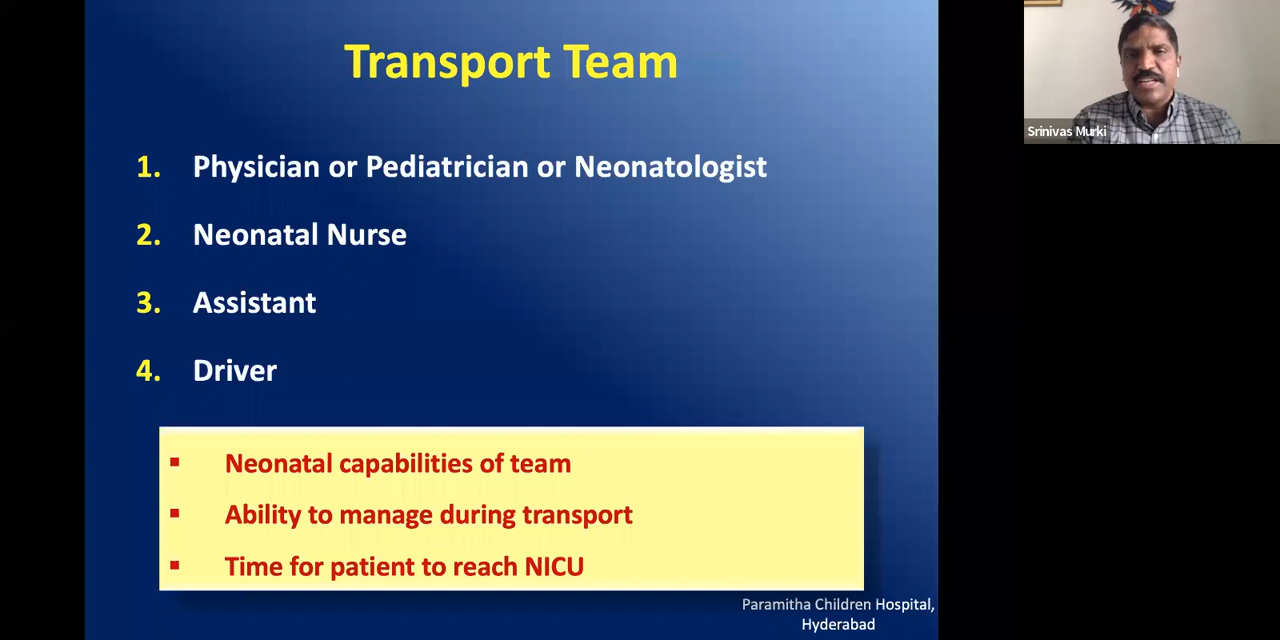 Transport Team
1. Physician or Pediatrician or Neonatologist
2. Neonatal Nurse
3. Assistant
4. Driver
▪ Neonatal capabilities of team
▪ Ability to manage during transport
▪ Time for patient to reach NICU
Paramitha Children Hospital,
Hyderabad
Srinivas Murki